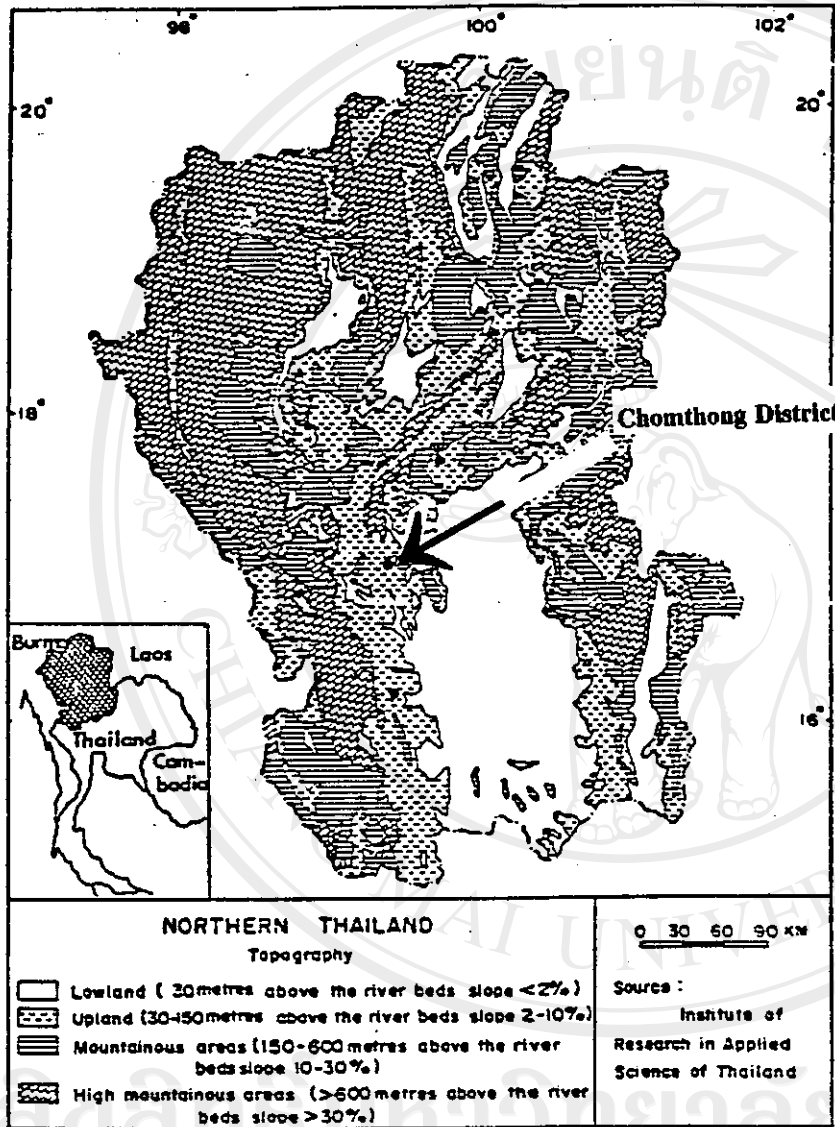 98° 100° 102°
20° 20°
18°
Chomthong District
16°
Burma
Laos
Thailand
Cam-
bodia
NORTHERN THAILAND
Topography
Lowland ( 30metres above the river beds slope <2%)
Upland (30-150metres above the river beds slope 2-10%)
Mountainous areas (150-600 metres above the river
beds slope 10-30%)
High mountainous areas (>600 metres above the river
beds slope >30%)
0 30 60 90 KM
Source :
Institute of
Research in Applied
Science of Thailand
CHIANG MAI UNIVER